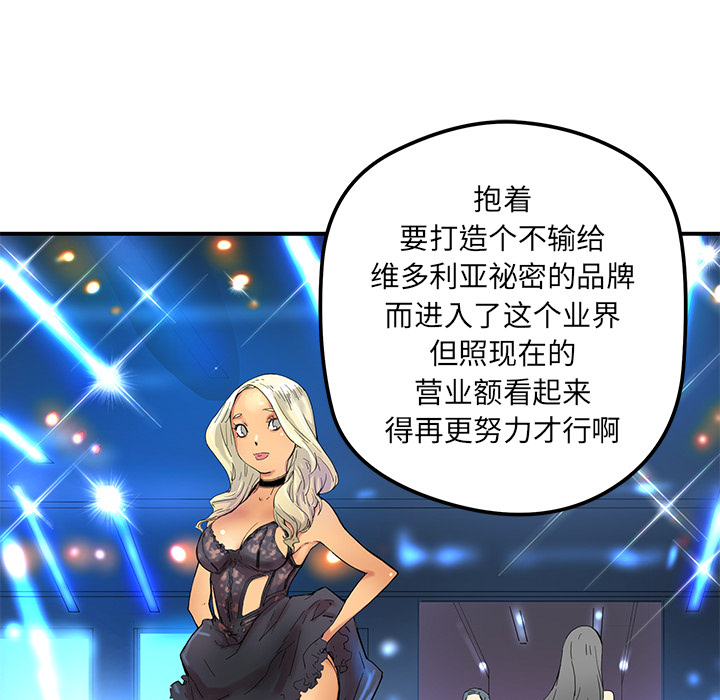 抱着
要打造个不输给
维多利亚祕密的品牌
而进入了这个业界
但照现在的
营业额看起来
得再更努力才行啊